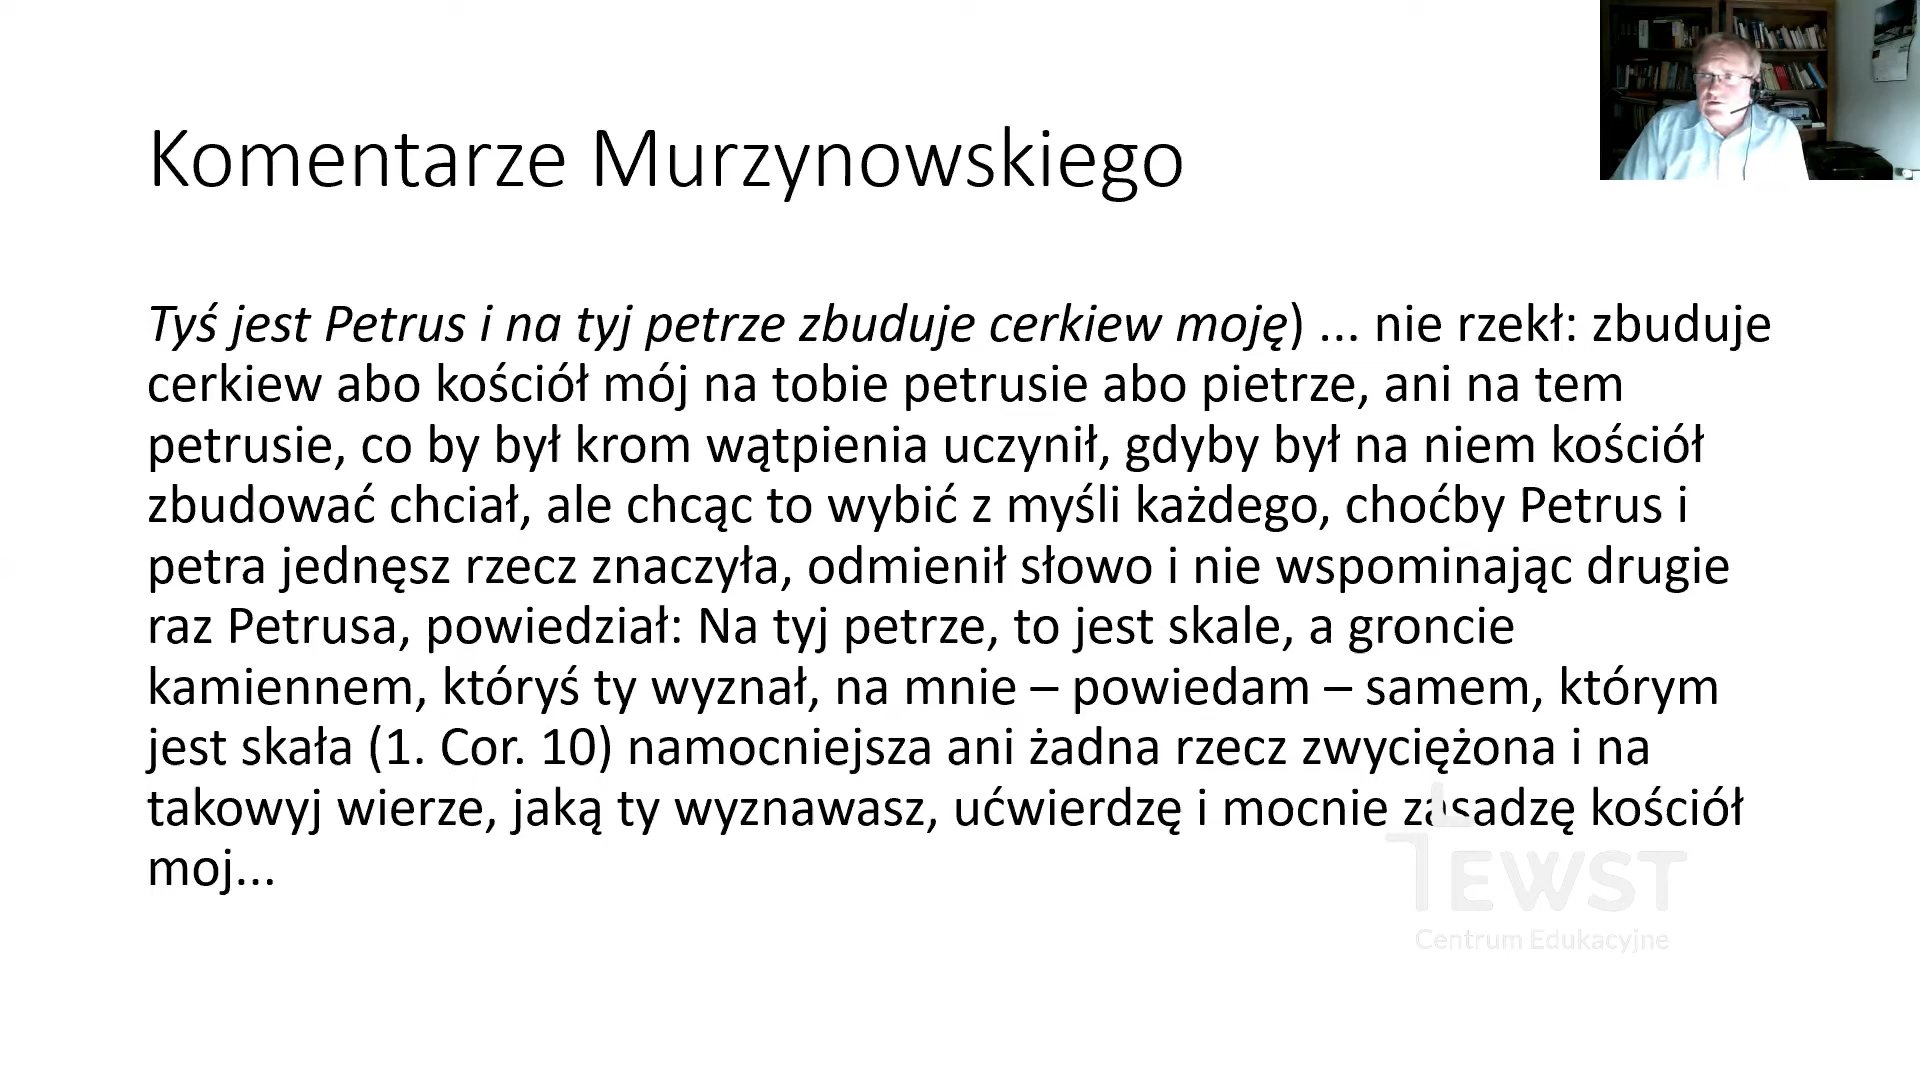 Komentarze Murzynowskiego
Tyś jest Petrus i na tyj petrze zbuduje cerkiew moję) ... nie rzekł: zbuduje
cerkiew abo kościół mój na tobie petrusie abo pietrze, ani na tem
petrusie, co by był krom wątpienia uczynił, gdyby był na niem kościół
zbudować chciał, ale chcąc to wybić z myśli każdego, choćby Petrus i
petra jednęsz rzecz znaczyła, odmienił słowo i nie wspominając drugie
raz Petrusa, powiedział: Na tyj petrze, to jest skale, a groncie
kamiennem, któryś ty wyznał, na mnie – powiedam – samem, którym
jest skała (1. Cor. 10) namocniejsza ani żadna rzecz zwyciężona i na
takowyj wierze, jaką ty wyznawasz, ućwierdzę i mocnie zasadzę kościół
moj...
EWST
Centrum Edukacyjne